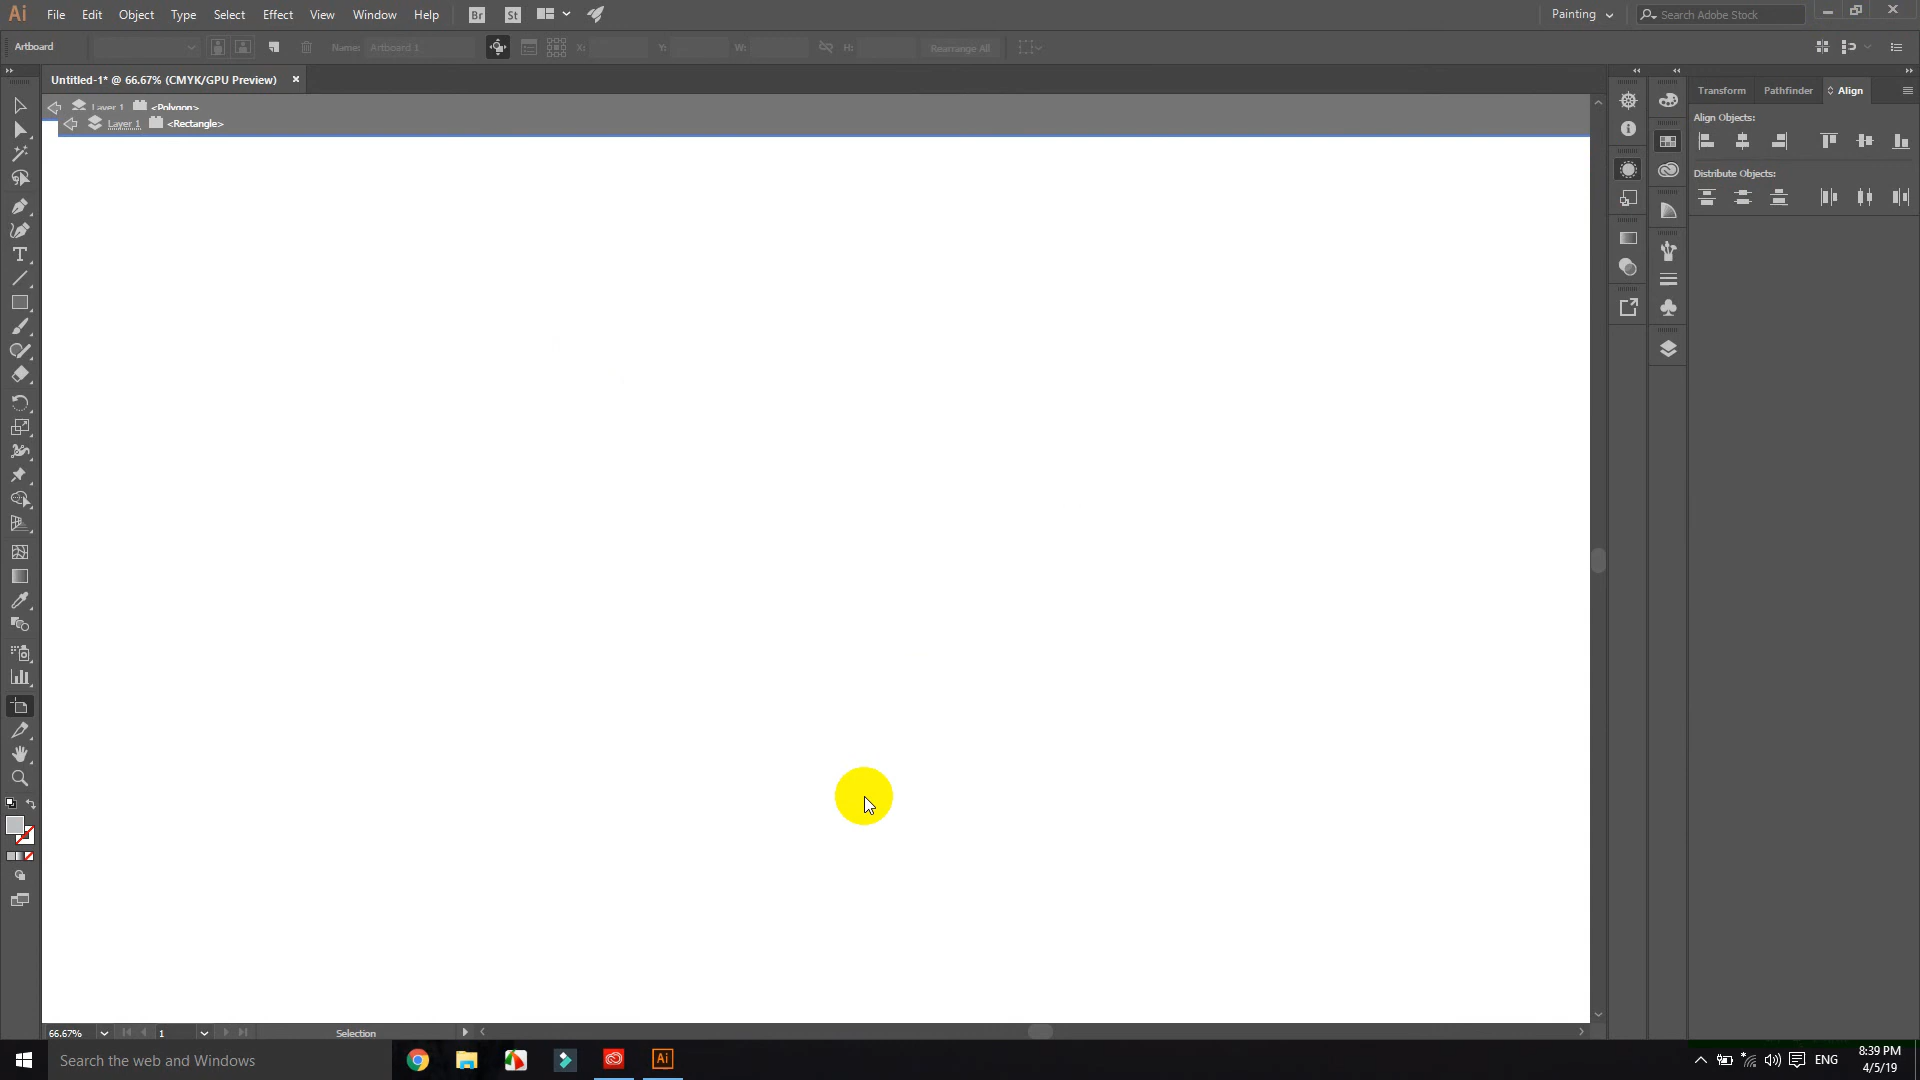 Ai File Edit Object Type Select Effect View Window Help Br St Painting Search Adobe Stock
Artboard Name: Artboard 1 X: Y: W: H: Rearrange All
Untitled-1* @ 66.67% (CMYK/GPU Preview) ×
Transform Pathfinder Align
Layer 1 <Polygon>
Layer 1 <Rectangle>
Align Objects:
Distribute Objects:
66.67% 1 Selection
Search the web and Windows Ai ENG 8:39 PM
4/5/19